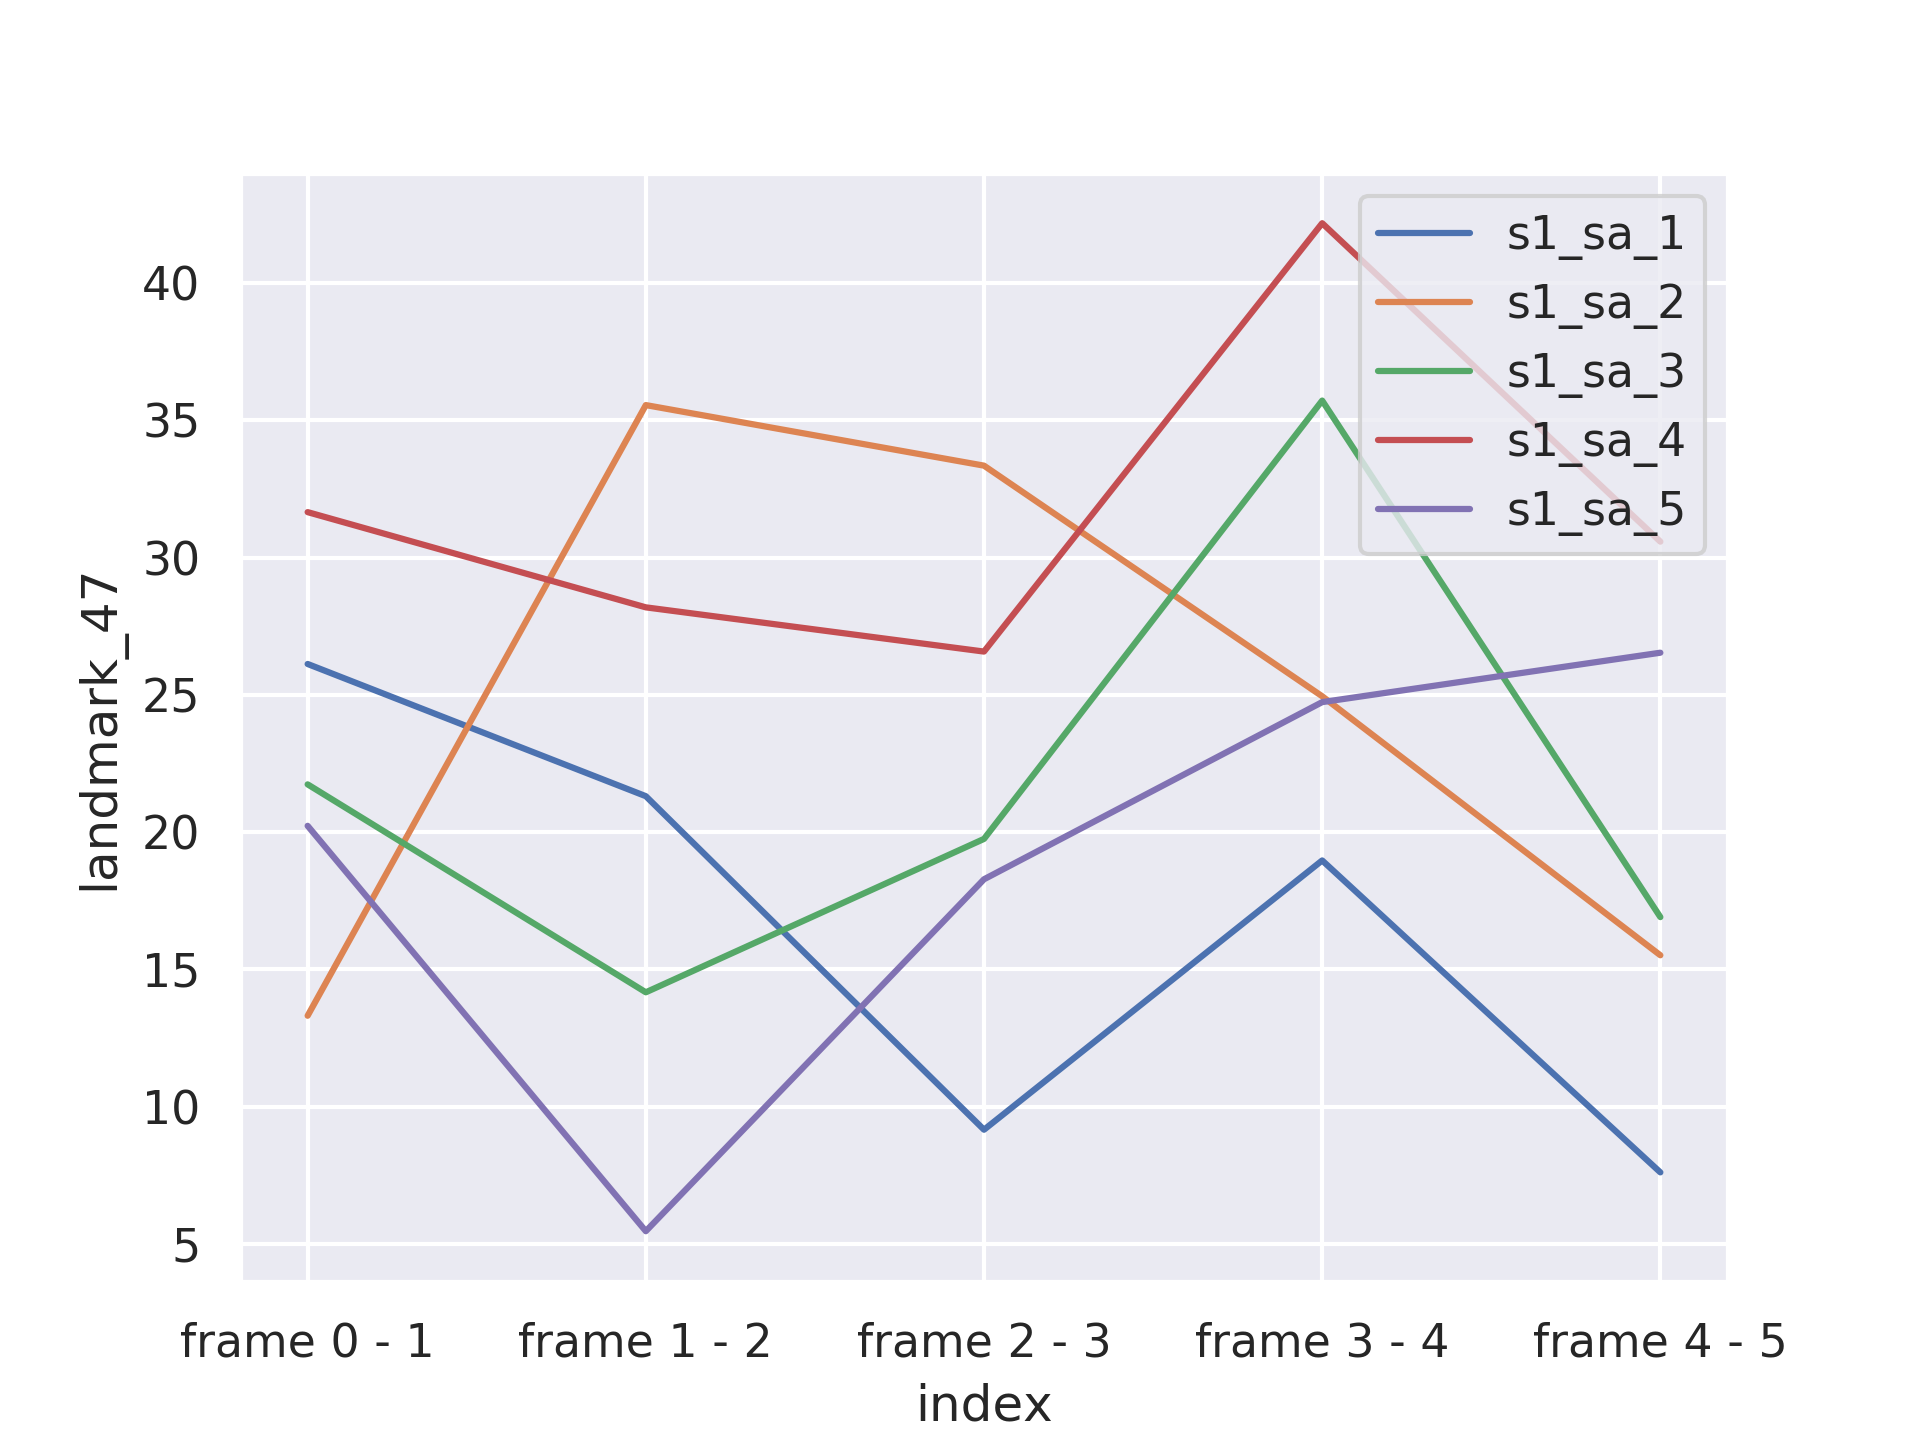 s1_sa_1
s1_sa_2
s1_sa_3
s1_sa_4
s1_sa_5
40
35
30
25
20
15
10
5
landmark_47
frame 0 - 1
frame 1 - 2
frame 2 - 3
frame 3 - 4
frame 4 - 5
index